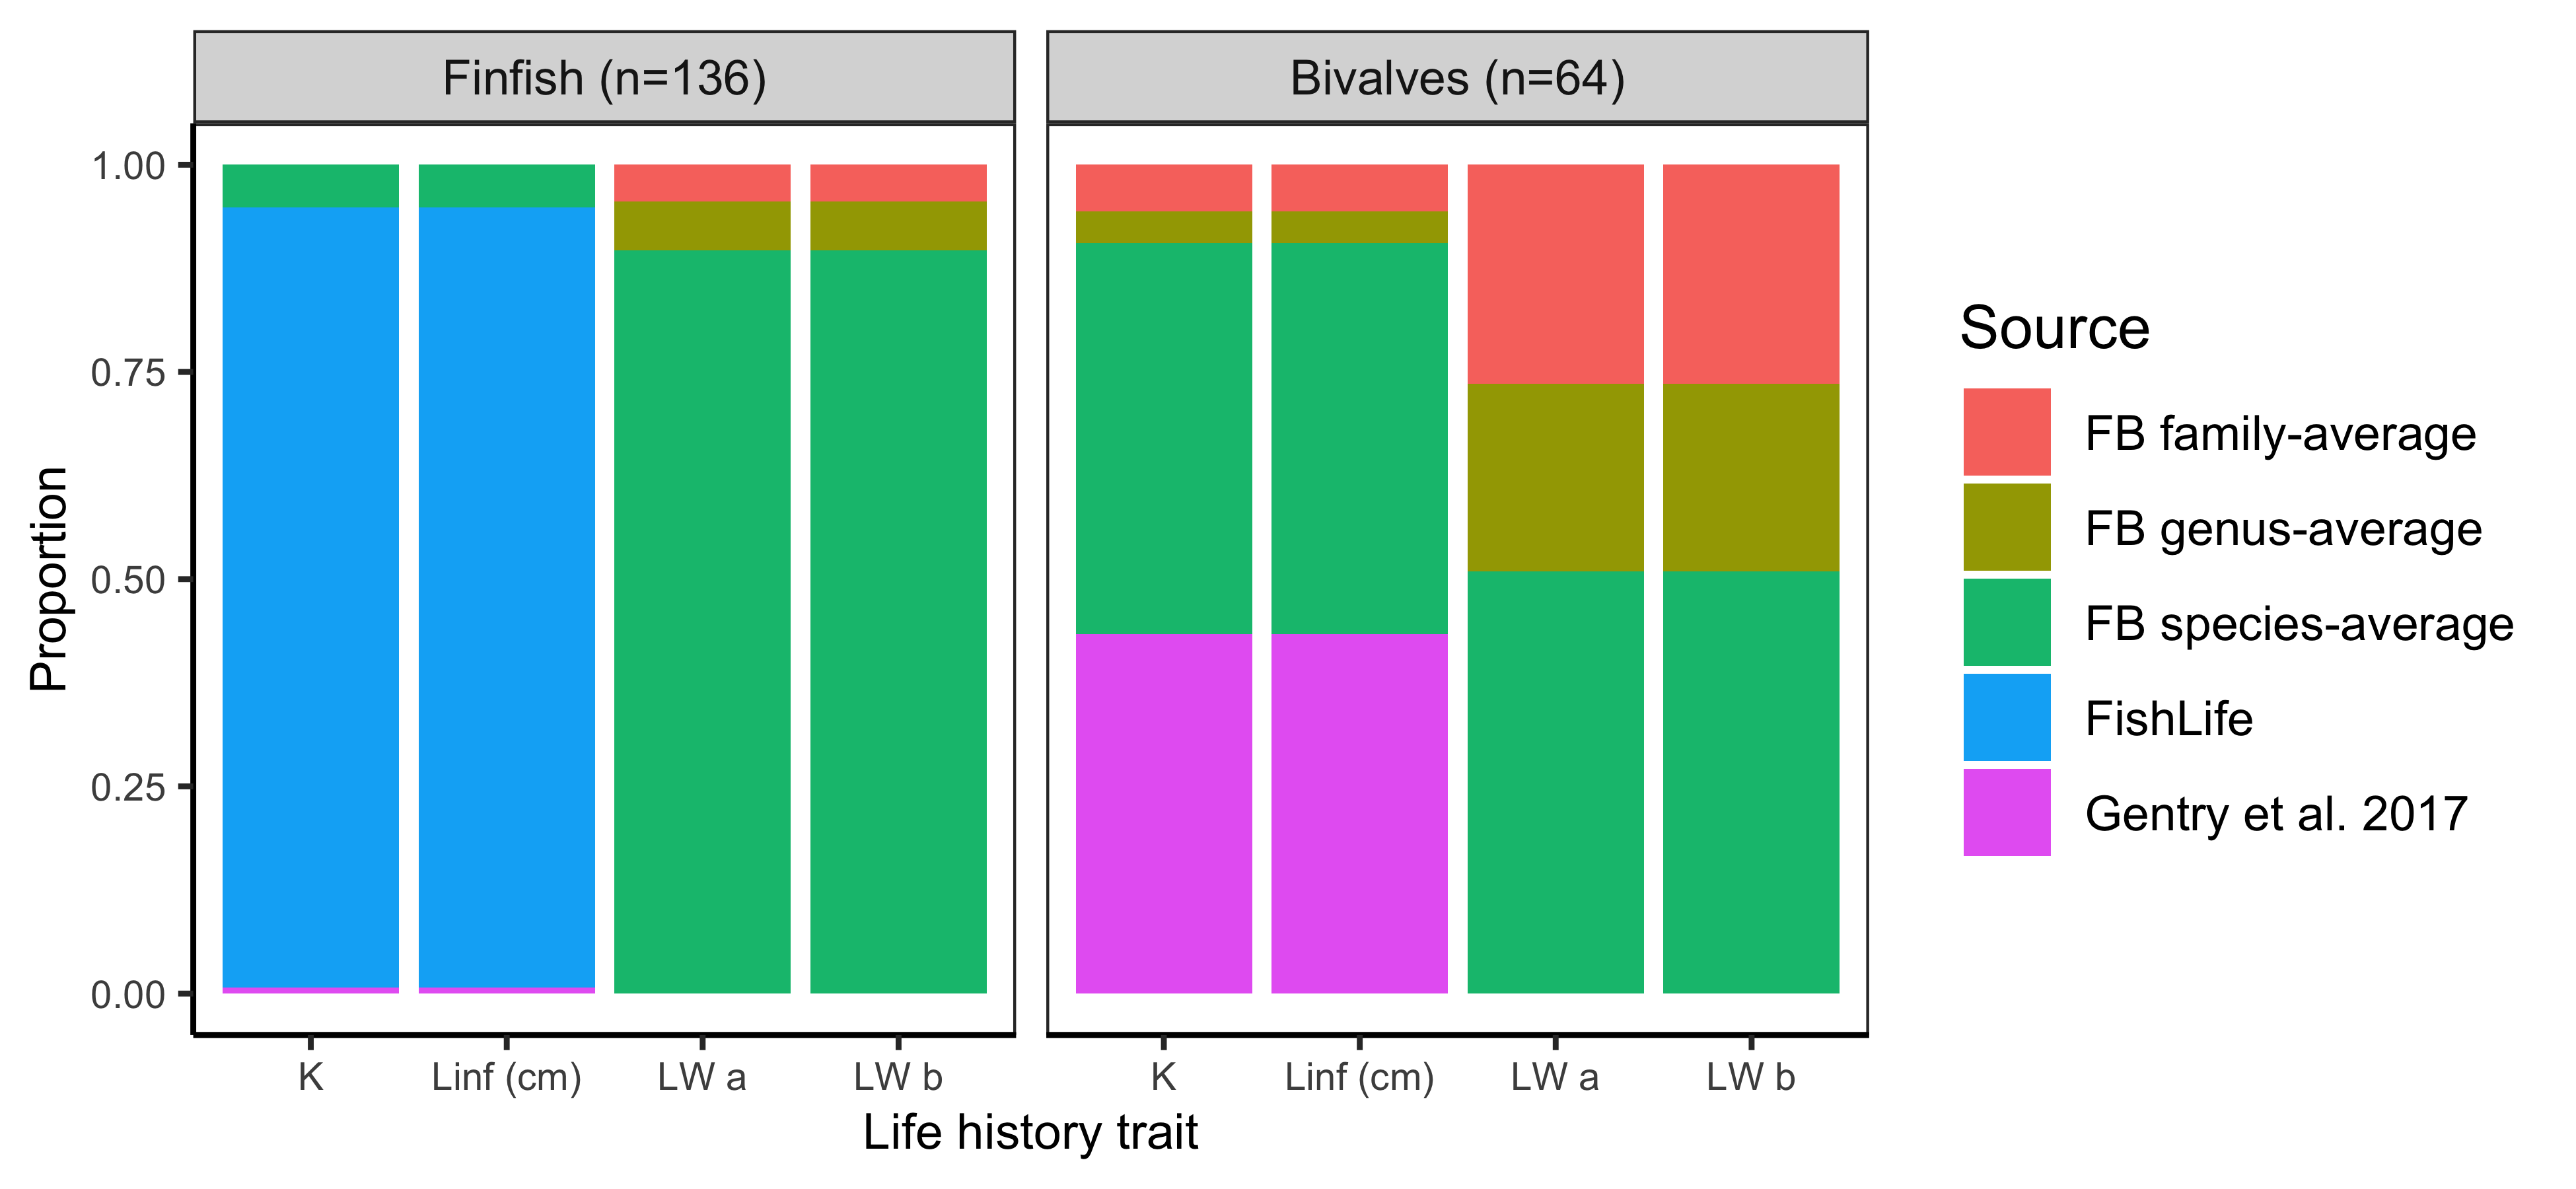 Finfish (n=136)
Bivalves (n=64)
1.00
0.75
0.50
0.25
0.00
Proportion
K
Linf (cm)
LW a
LW b
K
Linf (cm)
LW a
LW b
Life history trait
Source
FB family-average
FB genus-average
FB species-average
FishLife
Gentry et al. 2017